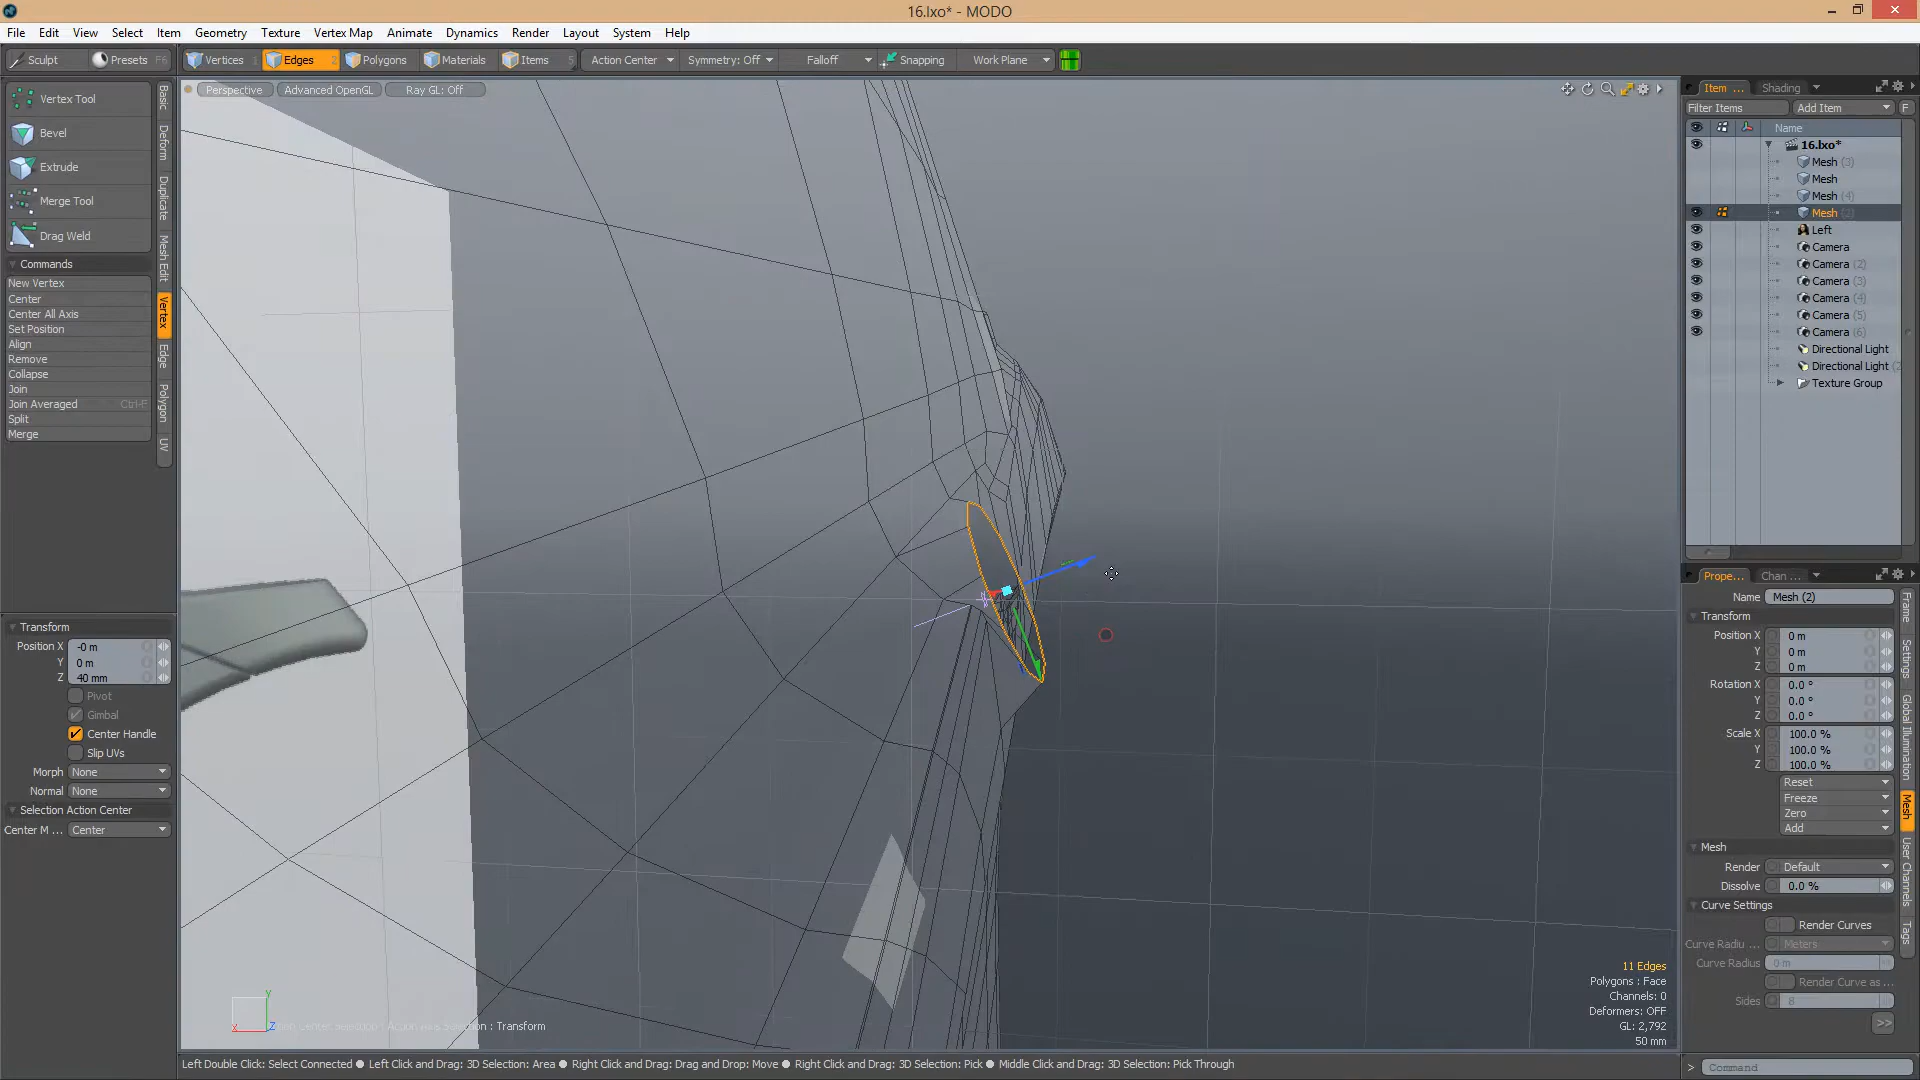 16.lxo* - MODO
File Edit View Select Item Geometry Texture Vertex Map Animate Dynamics Render Layout System Help
Sculpt Presets F6 Vertices 1 Edges 2 Polygons Materials Items 5 Action Center Symmetry: Off Falloff Snapping Work Plane
Perspective Advanced OpenGL Ray GL: Off
Vertex Tool
Bevel
Extrude
Merge Tool
Drag Weld
Commands
New Vertex
Center
Center All Axis
Set Position
Align
Remove
Collapse
Join
Join Averaged Ctrl-F
Split
Merge
Basic
Deform
Duplicate
Mesh Edit
Vertex
Edge
Polygon
UV
Transform
Position X -0 m
Y 0 m
Z 40 mm
Pivot
Gimbal
Center Handle
Slip UVs
Morph None
Normal None
Selection Action Center
Center M ... Center
Item ... Shading
Filter Items Add Item F
Name
16.lxo*
Mesh (3)
Mesh
Mesh (4)
Mesh (2)
Left
Camera
Camera (2)
Camera (3)
Camera (4)
Camera (5)
Camera (6)
Directional Light
Directional Light (2
Texture Group
Prope... Chan ...
Name Mesh (2)
Transform
Position X 0 m
Y 0 m
Z 0 m
Rotation X 0.0 °
Y 0.0 °
Z 0.0 °
Scale X 100.0 %
Y 100.0 %
Z 100.0 %
Reset
Freeze
Zero
Add
Mesh
Render Default
Dissolve 0.0 %
Curve Settings
Render Curves
Curve Radiu ... Meters
Curve Radius 0 m
Render Curve as ...
Sides 8
>>
Frame
Settings
Global Illumination
Mesh
User Channels
Tags
11 Edges
Polygons : Face
Channels: 0
Deformers: OFF
GL: 2,792
50 mm
Y
X
Z
Center Selection : Action Axis Selection : Transform
Left Double Click: Select Connected ● Left Click and Drag: 3D Selection: Area ● Right Click and Drag: Drag and Drop: Move ● Right Click and Drag: 3D Selection: Pick ● Middle Click and Drag: 3D Selection: Pick Through
> Command